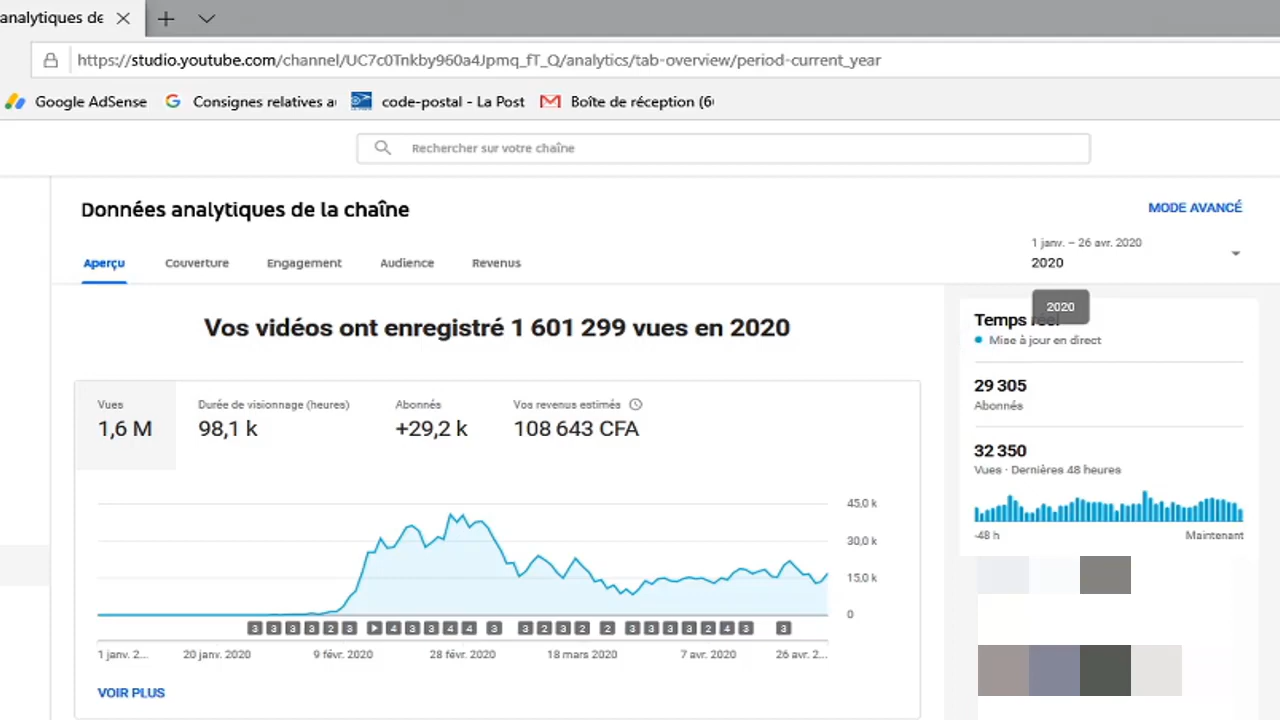 analytiques de
https://studio.youtube.com/channel/UC7c0Tnkby960a4Jpmq_fT_Q/analytics/tab-overview/period-current_year
Google AdSense
Consignes relatives a
code-postal - La Post
Boîte de réception (6
Rechercher sur votre chaîne
Données analytiques de la chaîne
MODE AVANCÉ
Aperçu
Couverture
Engagement
Audience
Revenus
1 janv. – 26 avr. 2020
2020
2020
Vos vidéos ont enregistré 1 601 299 vues en 2020
Vues
1,6 M
Durée de visionnage (heures)
98,1 k
Abonnés
+29,2 k
Vos revenus estimés
108 643 CFA
45,0 k
30,0 k
15,0 k
0
3 3 3 3 2 3 4 3 3 4 4 3 3 2 3 2 2 3 3 3 3 2 4 3 3
1 janv. 2...
20 janv. 2020
9 févr. 2020
28 févr. 2020
18 mars 2020
7 avr. 2020
26 avr. 2...
VOIR PLUS
Temps réel
Mise à jour en direct
29 305
Abonnés
32 350
Vues · Dernières 48 heures
-48 h
Maintenant